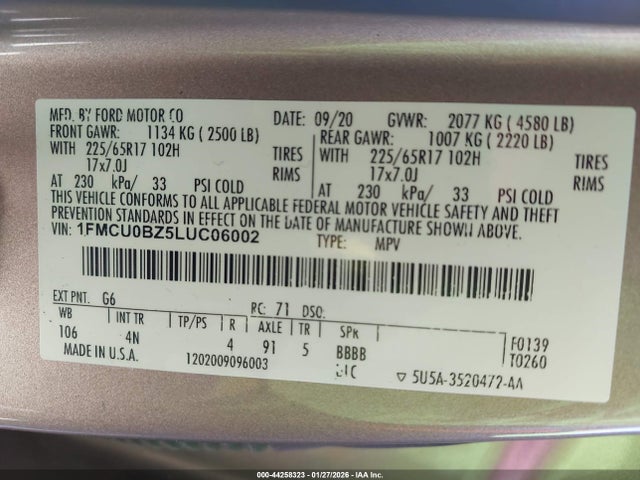 MFD. BY FORD MOTOR CO DATE: 09/20 GVWR: 2077 KG ( 4580 LB)
FRONT GAWR: 1134 KG ( 2500 LB) REAR GAWR: 1007 KG ( 2220 LB)
WITH 225/65R17 102H TIRES WITH 225/65R17 102H TIRES
17x7.0J RIMS 17x7.0J RIMS
AT 230 kPa/ 33 PSI COLD AT 230 kPa/ 33 PSI COLD
THIS VEHICLE CONFORMS TO ALL APPLICABLE FEDERAL MOTOR VEHICLE SAFETY AND THEFT
PREVENTION STANDARDS IN EFFECT ON THE DATE OF MANUFACTURE SHOWN ABOVE.
VIN: 1FMCU0BZ5LUC06002 TYPE: MPV
EXT PNT. G6 RC: 71 DSO:
WB INT TR TP/PS R AXLE TR SPR F0139
106 4N 4 91 5 BBBB T0260
MADE IN U.S.A. 1202009096003 ▽ 5U5A-3520472-AA
000-44258323 - 01/27/2026 - IAA Inc.